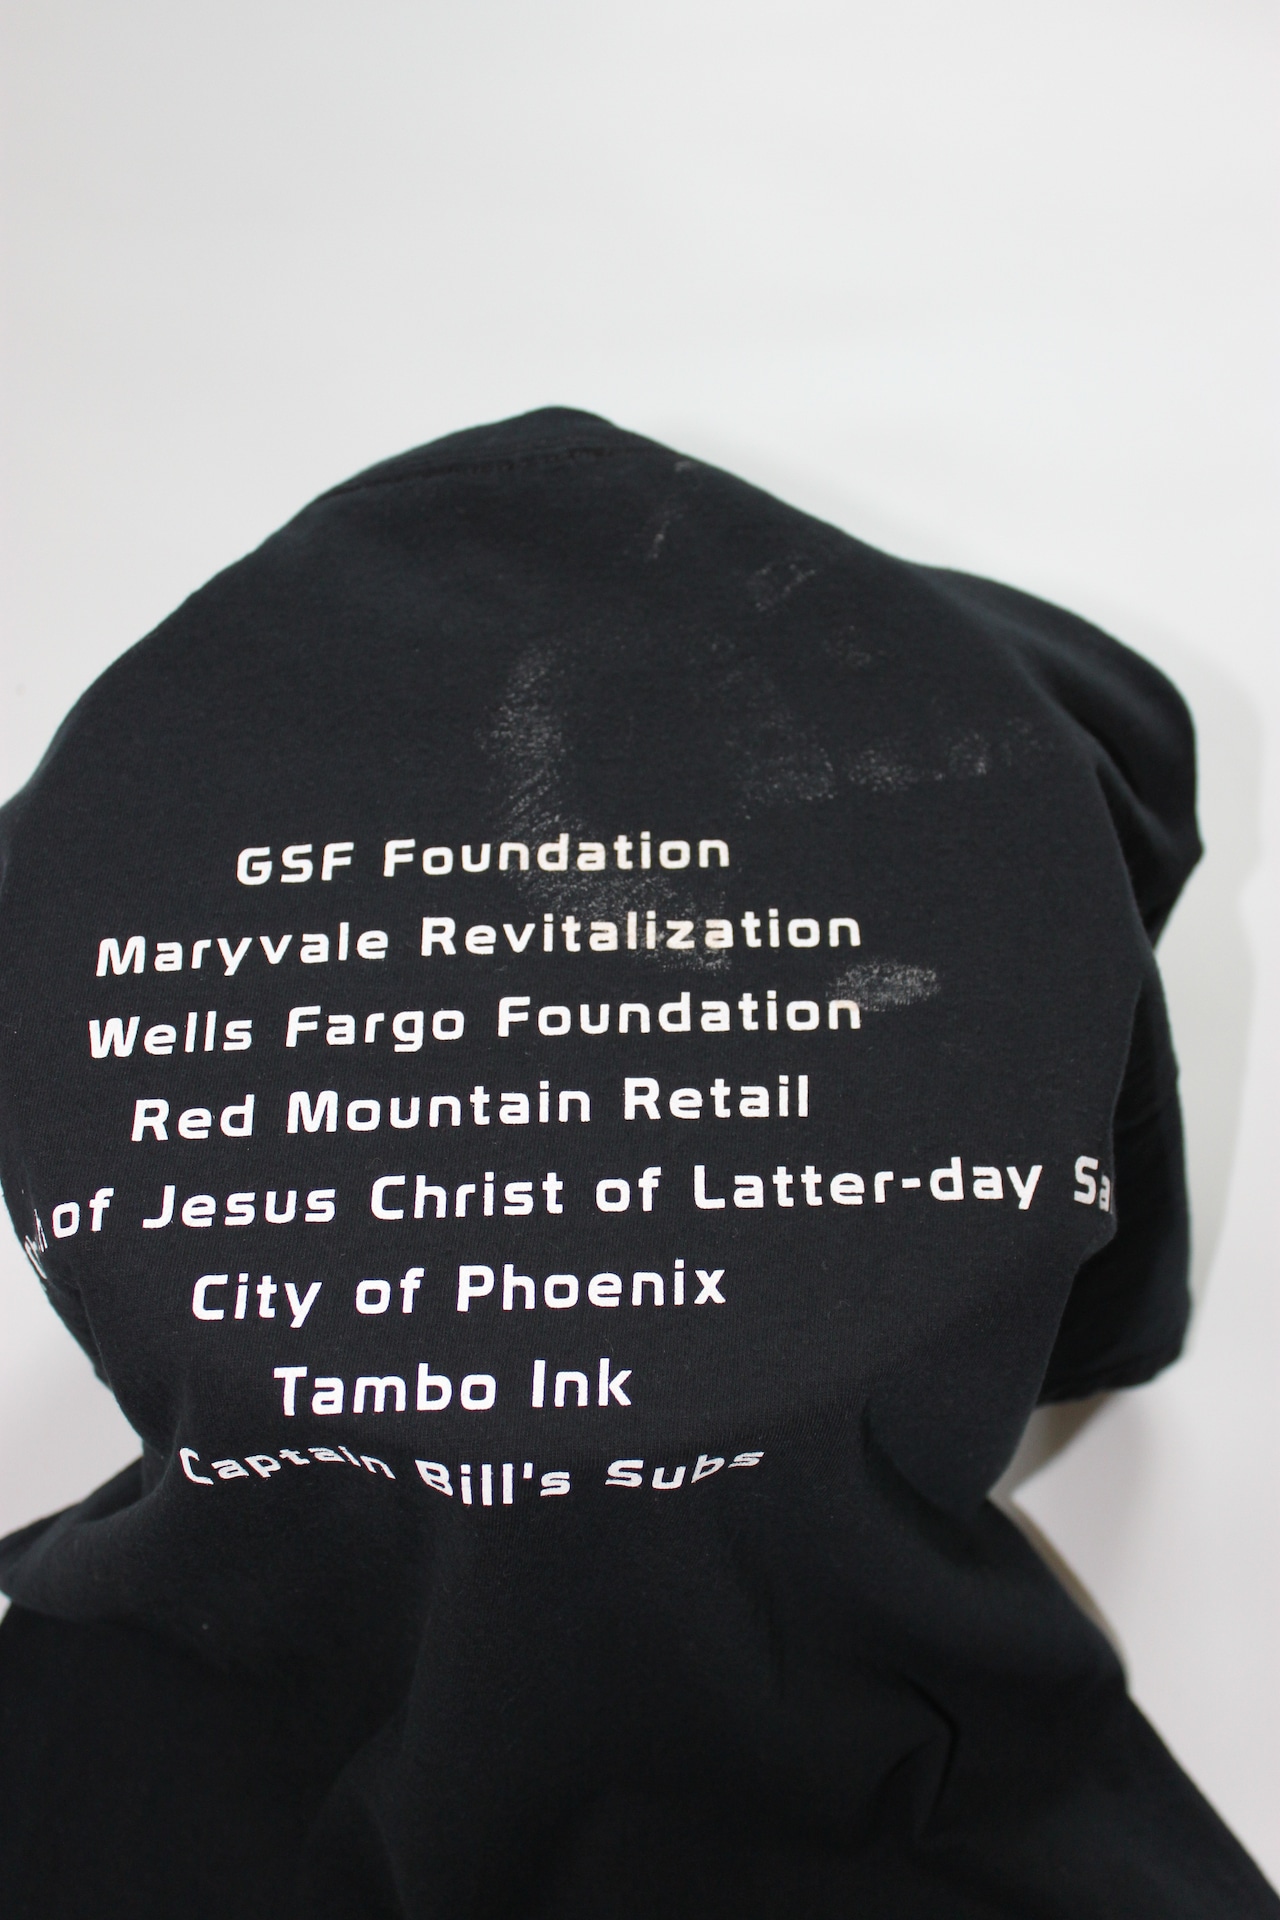 GSF Foundation
Maryvale Revitalization
Wells Fargo Foundation
Red Mountain Retail
of Jesus Christ of Latter-day
City of Phoenix
Tambo Ink
Captain Bill's Subs